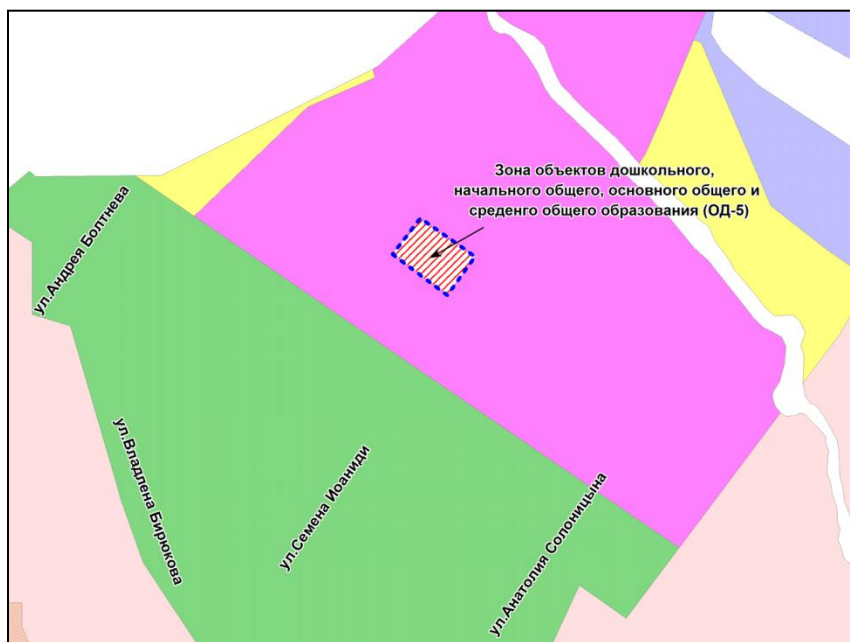 Зона объектов дошкольного,
начального общего, основного общего и
среденго общего образования (ОД-5)
ул.Андрея Болтнева
ул.Владлена Бирюкова
ул.Семена Иоаниди
ул.Анатолия Солоницына